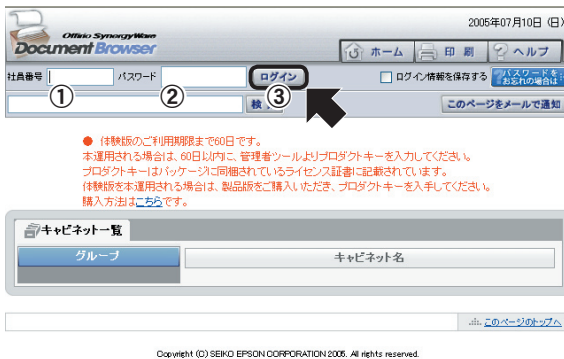 2005年07月10日 (日)
Offirio SynergyWare
Document Browser
ホーム 印 刷 ヘルプ
社員番号 パスワード ログイン ログイン情報を保存する パスワードを お忘れの場合は
① ② ③
検 このページをメールで通知
● 体験版のご利用期限まで60日です。
本運用される場合は、60日以内に、管理者ツールよりプロダクトキーを入力してください。
プロダクトキーはパッケージに同梱されているライセンス証書に記載されています。
体験版を本運用される場合は、製品版をご購入いただき、プロダクトキーを入手してください。
購入方法はこちらです。
キャビネット一覧
グループ キャビネット名
このページのトップへ
Copyright (C) SEIKO EPSON CORPORATION 2005. All rights reserved.